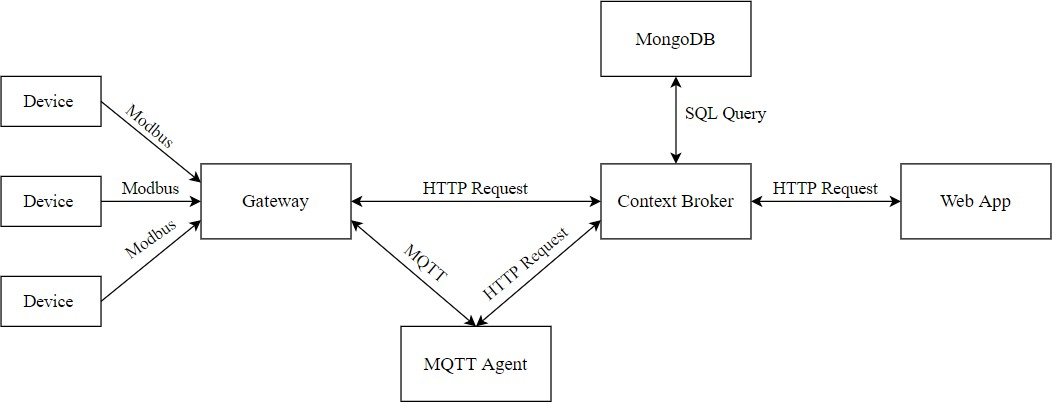 MongoDB
Device
Modbus
SQL Query
Device
Modbus
Gateway
HTTP Request
Context Broker
HTTP Request
Web App
Modbus
Device
MQTT
HTTP Request
MQTT Agent